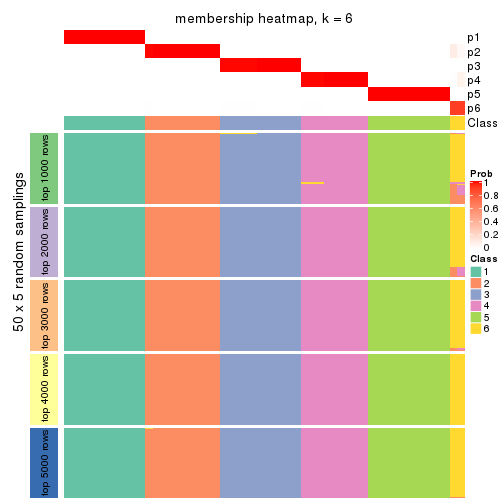 membership heatmap, k = 6
p1
p2
p3
p4
p5
p6
Class
50 x 5 random samplings
top 1000 rows
top 2000 rows
top 3000 rows
top 4000 rows
top 5000 rows
Prob
1
0.8
0.6
0.4
0.2
0
Class
1
2
3
4
5
6